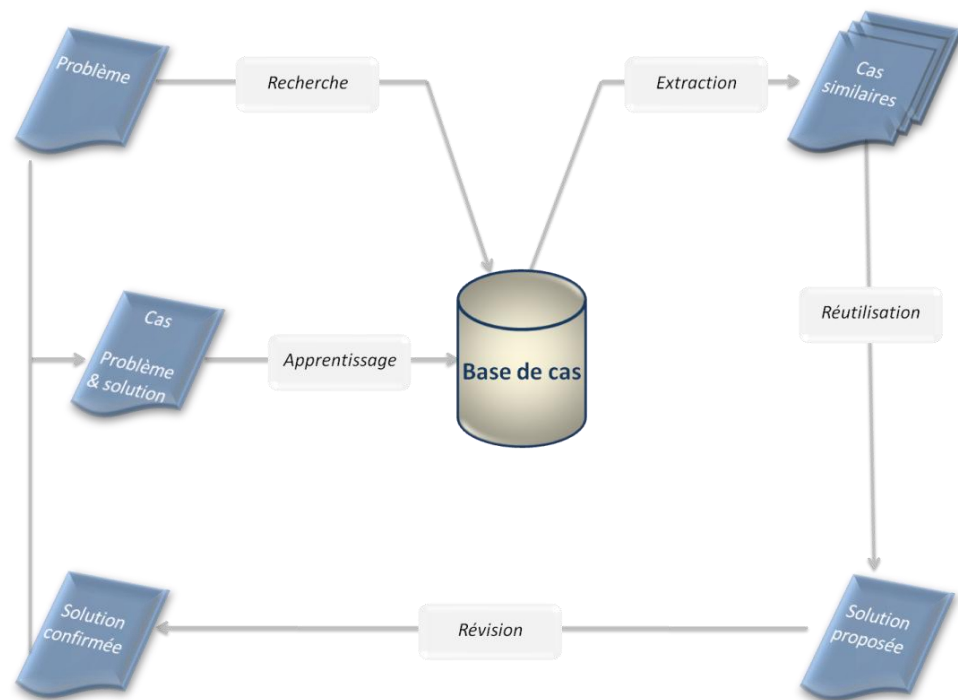 Problème
Recherche
Extraction
Cas
similaires
Cas
Problème
& solution
Apprentissage
Base de cas
Réutilisation
Solution
confirmée
Révision
Solution
proposée